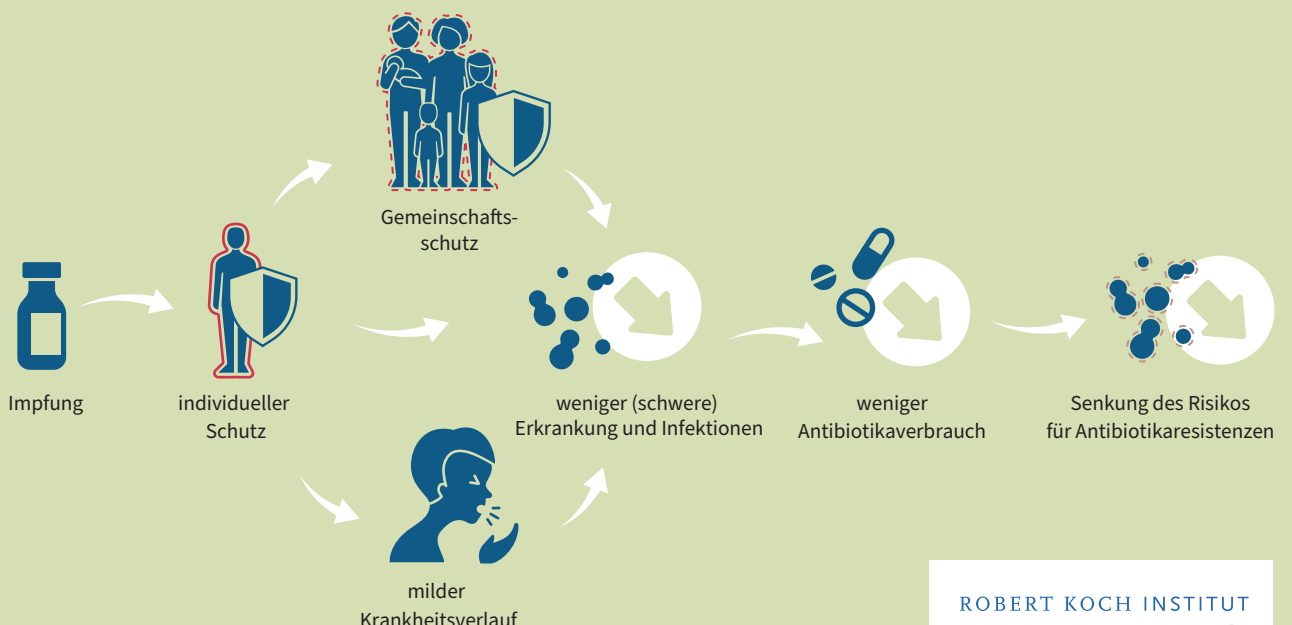 Gemeinschafts-
schutz
Impfung
individueller
Schutz
weniger (schwere)
Erkrankung und Infektionen
weniger
Antibiotikaverbrauch
Senkung des Risikos
für Antibiotikaresistenzen
milder
Krankheitsverlauf
ROBERT KOCH INSTITUT